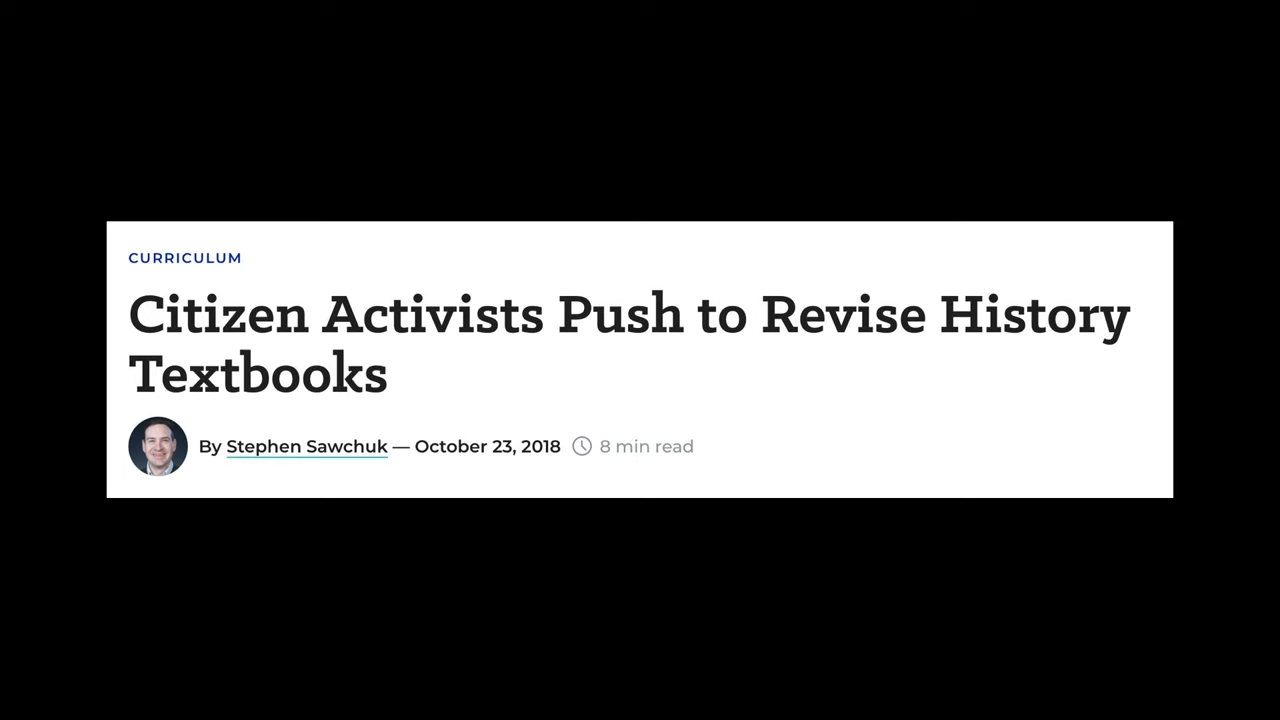 CURRICULUM
Citizen Activists Push to Revise History
Textbooks
By Stephen Sawchuk — October 23, 2018 8 min read